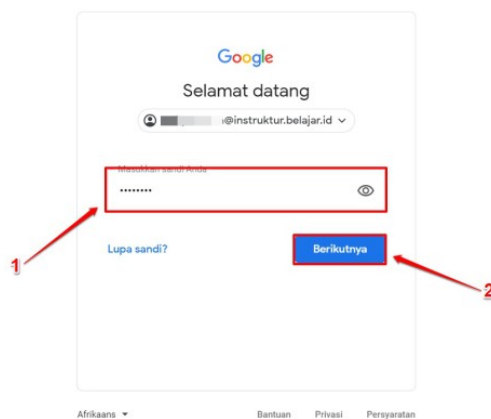 Google
Selamat datang
@instruktur.belajar.id
Masukkan sandi Anda
••••••••
1
Lupa sandi?
Berikutnya
2
Afrikaans
Bantuan
Privasi
Persyaratan